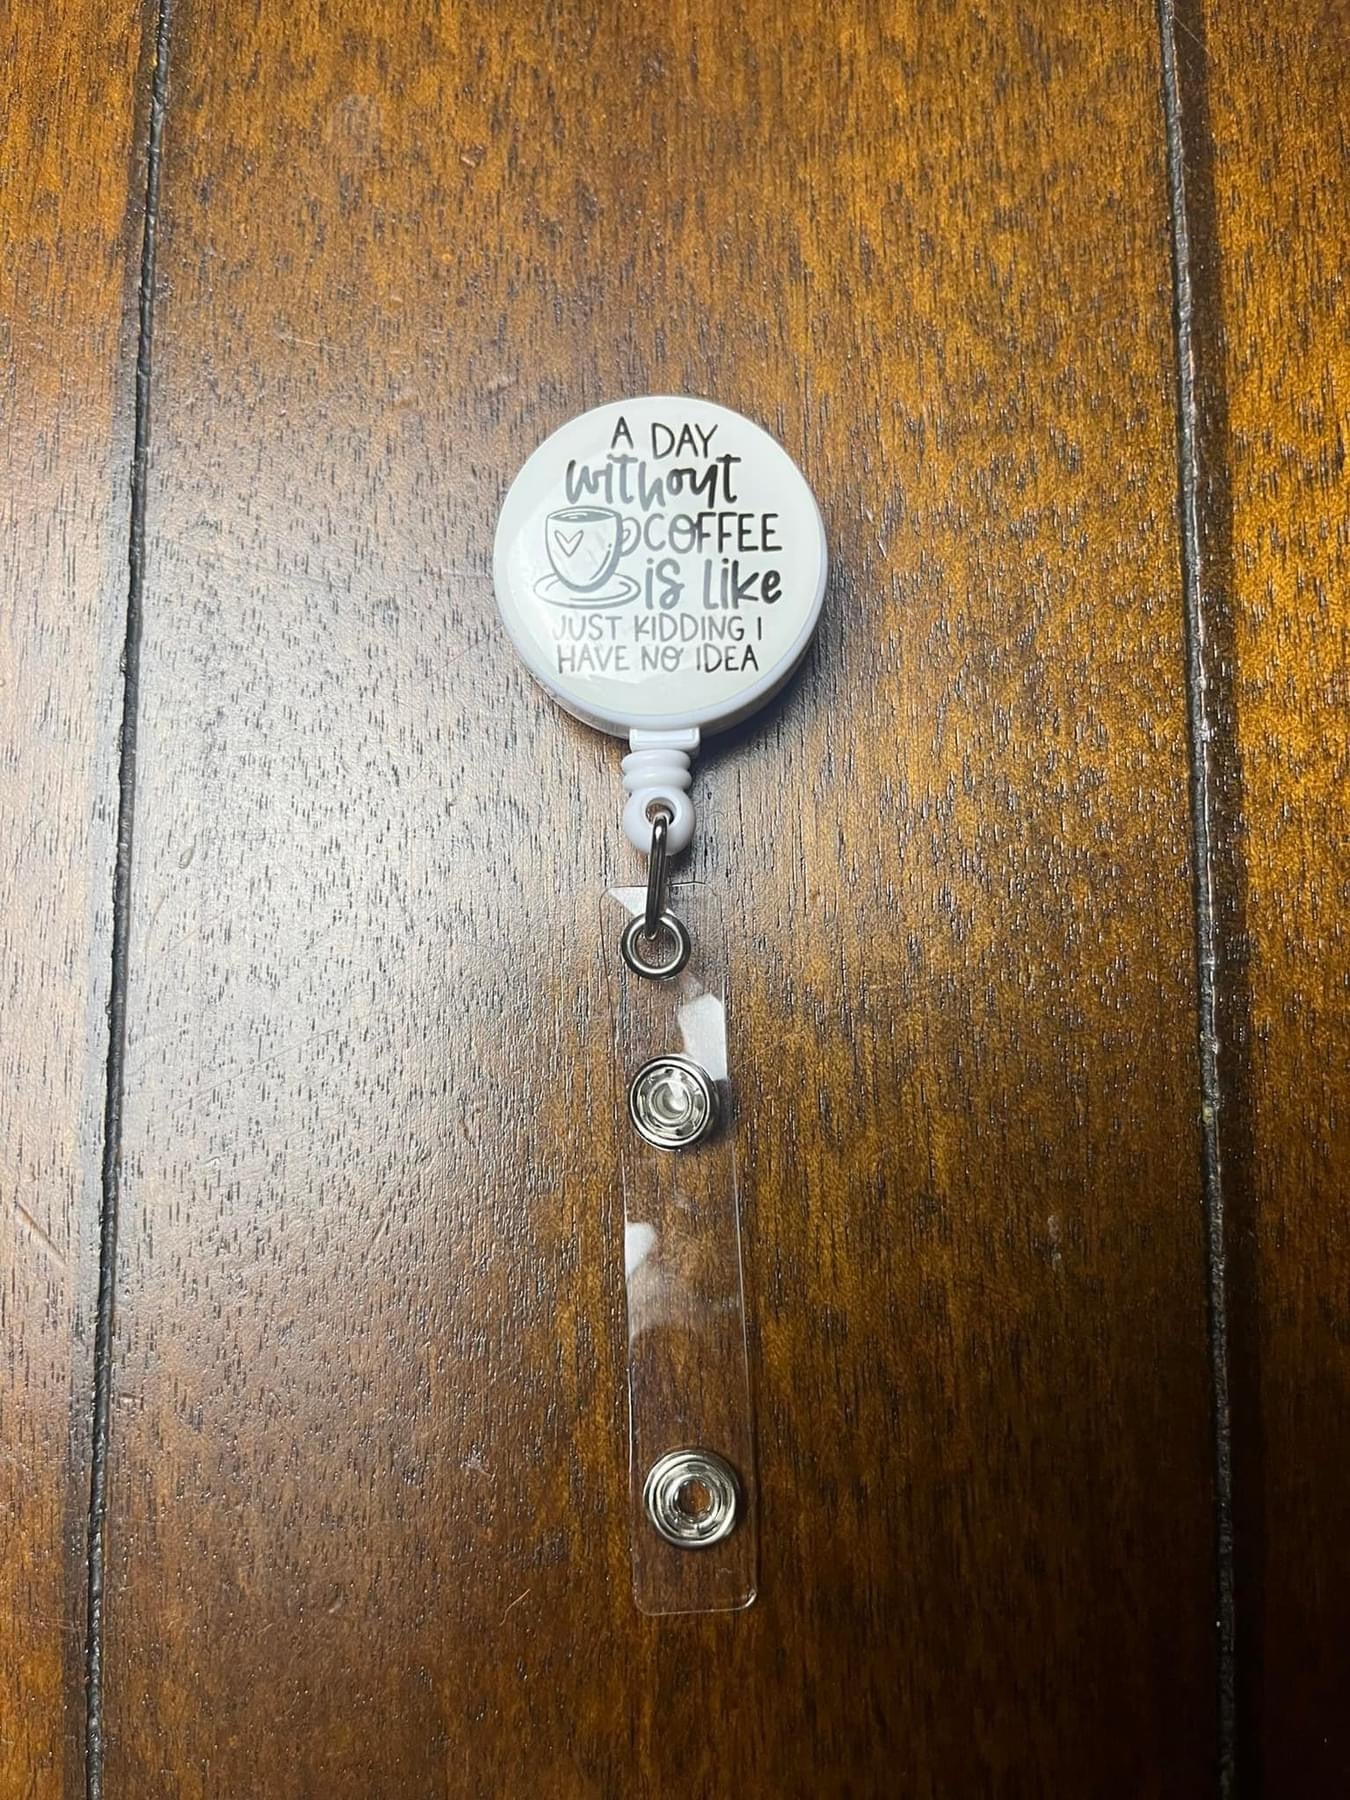 A DAY
without
COFFEE
is like
JUST KIDDING I
HAVE NO IDEA